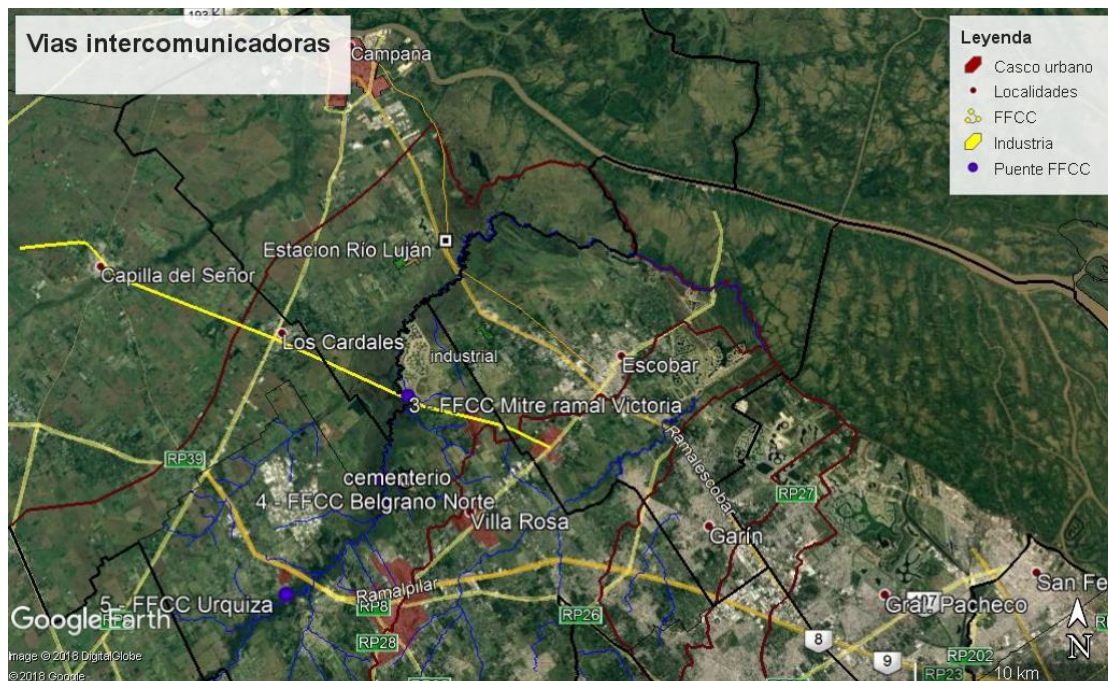 Vias intercomunicadoras
Leyenda
Casco urbano
Localidades
FFCC
Industria
Puente FFCC
193
Campana
Estacion Río Luján
Capilla del Señor
Los Cardales
industrial
Escobar
3 - FFCC Mitre ramal Victoria
RP39
cementerio
4 - FFCC Belgrano Norte
Villa Rosa
Ramalescobar
RP27
Garín
Ramalpilar
5 - FFCC Urquiza
RP8
RP28
RP26
Gral. Pacheco
San Fe
8
9
RP202
RP23
N
10 km
Google Earth
Image © 2018 DigitalGlobe
© 2018 Google